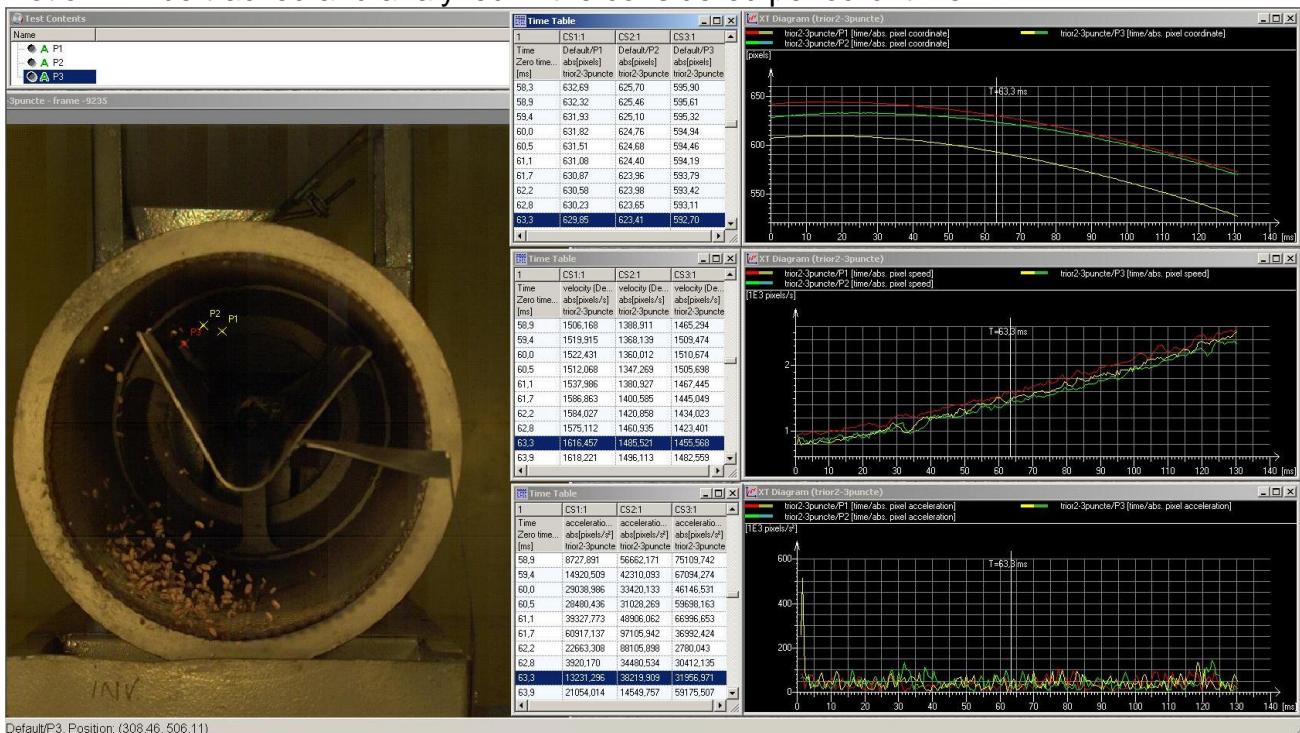 Test Contents
Name
A P1
A P2
A P3
3puncte - frame -9235
P2
P1
P3
INV
Default/P3, Position: (308.46, 506.11)
Time Table
1 CS1:1 CS2:1 CS3:1
Time Default/P1 Default/P2 Default/P3
Zero time... abs[pixels] abs[pixels] abs[pixels]
[ms] trior2-3puncte trior2-3puncte trior2-3puncte
58,3 632,69 625,70 595,90
58,9 632,32 625,46 595,61
59,4 631,93 625,10 595,32
60,0 631,82 624,76 594,94
60,5 631,51 624,68 594,46
61,1 631,08 624,40 594,19
61,7 630,87 623,96 593,79
62,2 630,58 623,98 593,42
62,8 630,23 623,65 593,11
63,3 629,85 623,41 592,70
XT Diagram (trior2-3puncte)
trior2-3puncte/P1 [time/abs. pixel coordinate] trior2-3puncte/P3 [time/abs. pixel coordinate]
trior2-3puncte/P2 [time/abs. pixel coordinate]
[pixels]
T=63,3 ms
650
600
550
0 10 20 30 40 50 60 70 80 90 100 110 120 130 140 [ms]
Time Table
1 CS1:1 CS2:1 CS3:1
Time velocity (De... velocity (De... velocity (De...
Zero time... abs[pixels/s] abs[pixels/s] abs[pixels/s]
[ms] trior2-3puncte trior2-3puncte trior2-3puncte
58,9 1506,168 1388,911 1465,294
59,4 1519,915 1368,139 1509,474
60,0 1522,431 1360,012 1510,674
60,5 1512,068 1347,269 1505,698
61,1 1537,986 1380,927 1467,445
61,7 1586,863 1400,585 1445,049
62,2 1584,027 1420,858 1434,023
62,8 1575,112 1460,935 1423,401
63,3 1616,457 1485,521 1455,568
63,9 1618,221 1496,113 1482,559
XT Diagram (trior2-3puncte)
trior2-3puncte/P1 [time/abs. pixel speed] trior2-3puncte/P3 [time/abs. pixel speed]
trior2-3puncte/P2 [time/abs. pixel speed]
[1E3 pixels/s]
T=63,3 ms
2
1
0 10 20 30 40 50 60 70 80 90 100 110 120 130 140 [ms]
Time Table
1 CS1:1 CS2:1 CS3:1
Time acceleratio... acceleratio... acceleratio...
Zero time... abs[pixels/s²] abs[pixels/s²] abs[pixels/s²]
[ms] trior2-3puncte trior2-3puncte trior2-3puncte
58,9 8727,891 56662,171 75109,742
59,4 14920,509 42310,093 67094,274
60,0 29038,986 33420,133 46146,531
60,5 28480,436 31028,269 59698,163
61,1 39327,773 48906,062 66996,653
61,7 60917,137 97105,942 36992,424
62,2 22663,308 88105,898 2780,043
62,8 3920,170 34480,534 30412,135
63,3 13231,296 38219,909 31956,971
63,9 21054,014 14549,757 59175,507
XT Diagram (trior2-3puncte)
trior2-3puncte/P1 [time/abs. pixel acceleration] trior2-3puncte/P3 [time/abs. pixel acceleration]
trior2-3puncte/P2 [time/abs. pixel acceleration]
[1E3 pixels/s²]
T=63,3 ms
600
400
200
0
0 10 20 30 40 50 60 70 80 90 100 110 120 130 140 [ms]